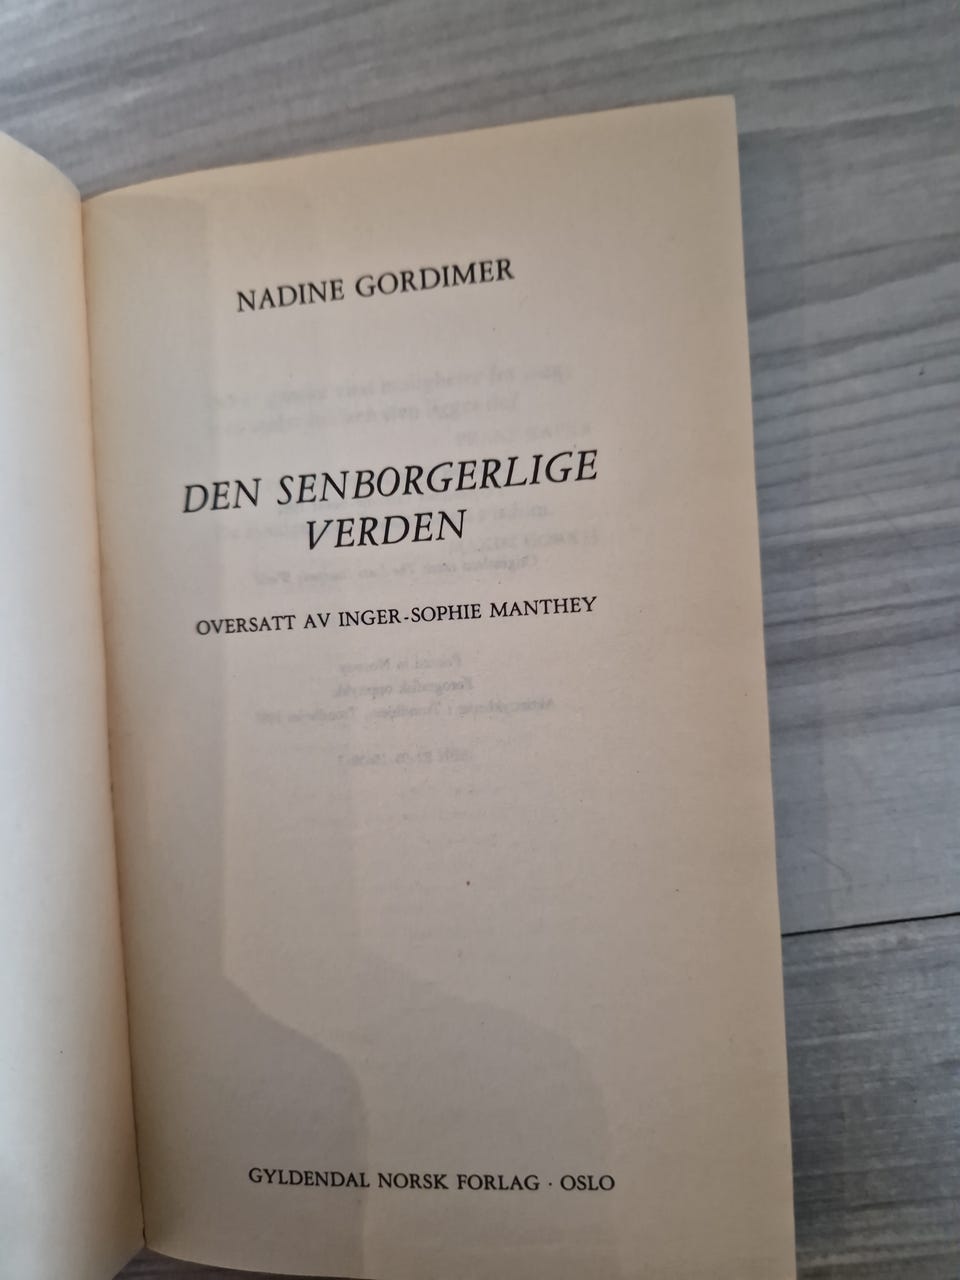 NADINE GORDIMER
DEN SENBORGERLIGE
VERDEN
OVERSATT AV INGER-SOPHIE MANTHEY
GYLDENDAL NORSK FORLAG · OSLO